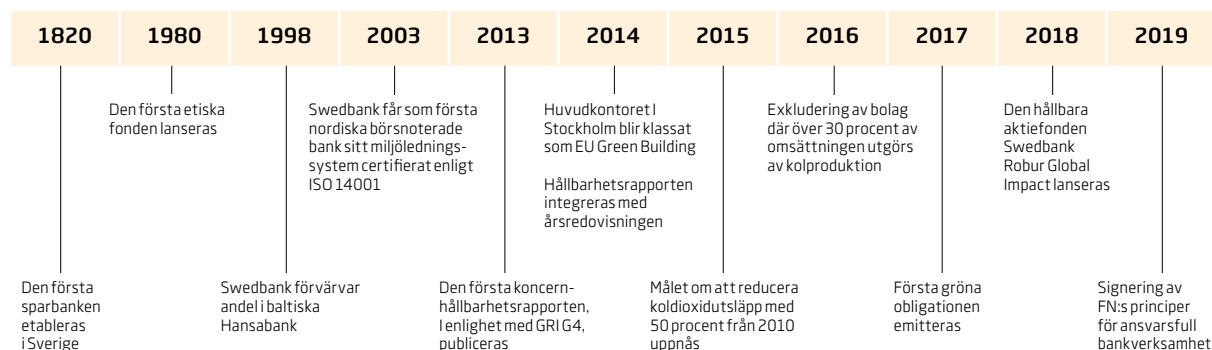 1820 1980 1998 2003 2013 2014 2015 2016 2017 2018 2019
Den första etiska
fonden lanseras
Swedbank får som första
nordiska börsnoterade
bank sitt miljölednings-
system certifierat enligt
ISO 14001
Huvudkontoret I
Stockholm blir klassat
som EU Green Building
Hållbarhetsrapporten
integreras med
årsredovisningen
Exkludering av bolag
där över 30 procent av
omsättningen utgörs
av kolproduktion
Den hållbara
aktiefonden
Swedbank
Robur Global
Impact lanseras
Den första
sparbanken
etableras
i Sverige
Swedbank förvärvar
andel i baltiska
Hansabank
Den första koncern-
hållbarhetsrapporten,
I enlighet med GRI G4,
publiceras
Målet om att reducera
koldioxidutsläpp med
50 procent från 2010
uppnås
Första gröna
obligationen
emitteras
Signering av
FN:s principer
för ansvarsfull
bankverksamhet